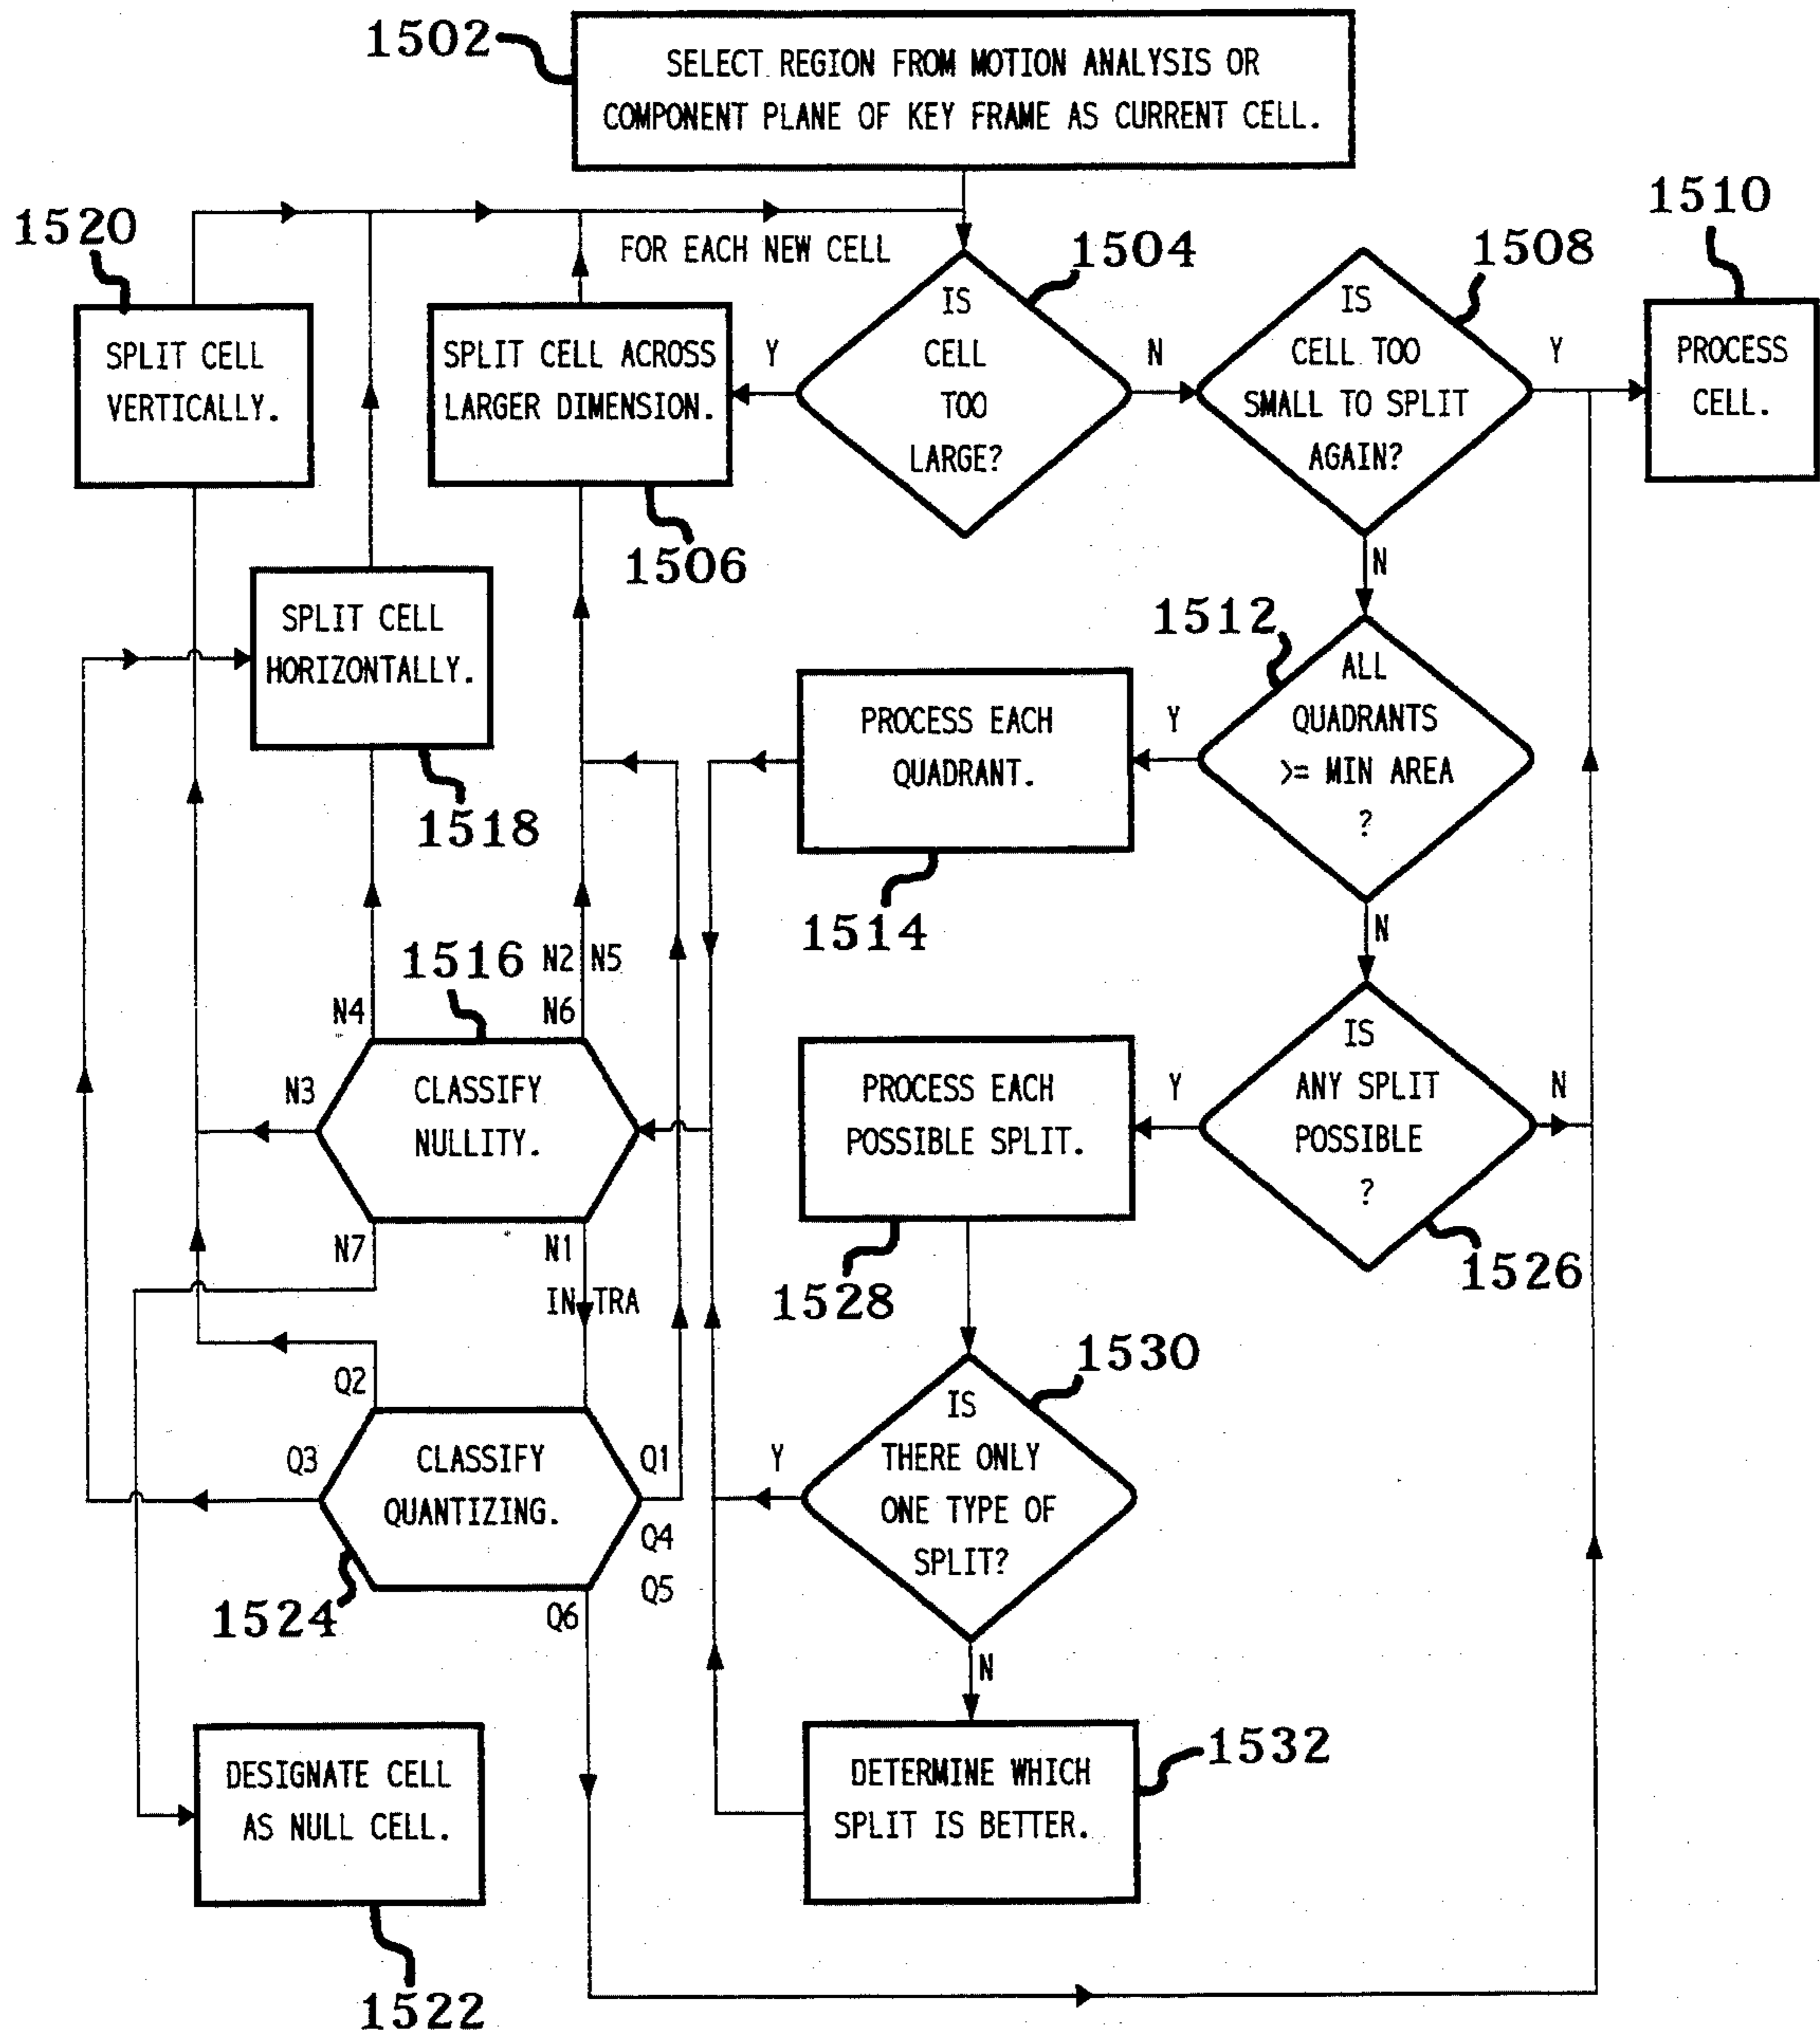 1502
SELECT REGION FROM MOTION ANALYSIS OR
COMPONENT PLANE OF KEY FRAME AS CURRENT CELL.
1520
FOR EACH NEW CELL
1504
1508
1510
SPLIT CELL
VERTICALLY.
SPLIT CELL ACROSS
LARGER DIMENSION.
Y
IS
CELL
TOO
LARGE?
N
IS
CELL TOO
SMALL TO SPLIT
AGAIN?
Y
PROCESS
CELL.
1506
N
SPLIT CELL
HORIZONTALLY.
1518
1512
PROCESS EACH
QUADRANT.
Y
ALL
QUADRANTS
>= MIN AREA
?
1514
N
1516
N2
N5
N4
N6
N3
CLASSIFY
NULLITY.
N7
N1
INTRA
PROCESS EACH
POSSIBLE SPLIT.
Y
IS
ANY SPLIT
POSSIBLE
?
N
1528
1526
1530
Q2
Q3
CLASSIFY
QUANTIZING.
Q1
Q4
Q5
Q6
1524
Y
IS
THERE ONLY
ONE TYPE OF
SPLIT?
N
DESIGNATE CELL
AS NULL CELL.
1522
DETERMINE WHICH
SPLIT IS BETTER.
1532